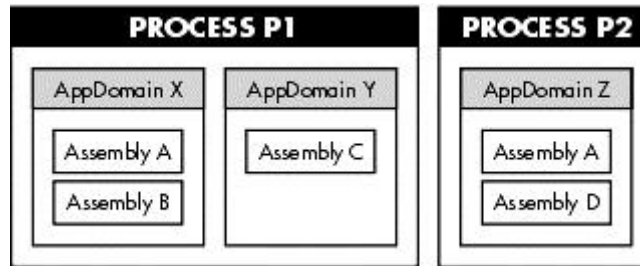 PROCESS P1
AppDomain X
Assembly A
Assembly B
AppDomain Y
Assembly C
PROCESS P2
AppDomain Z
Assembly A
Assembly D